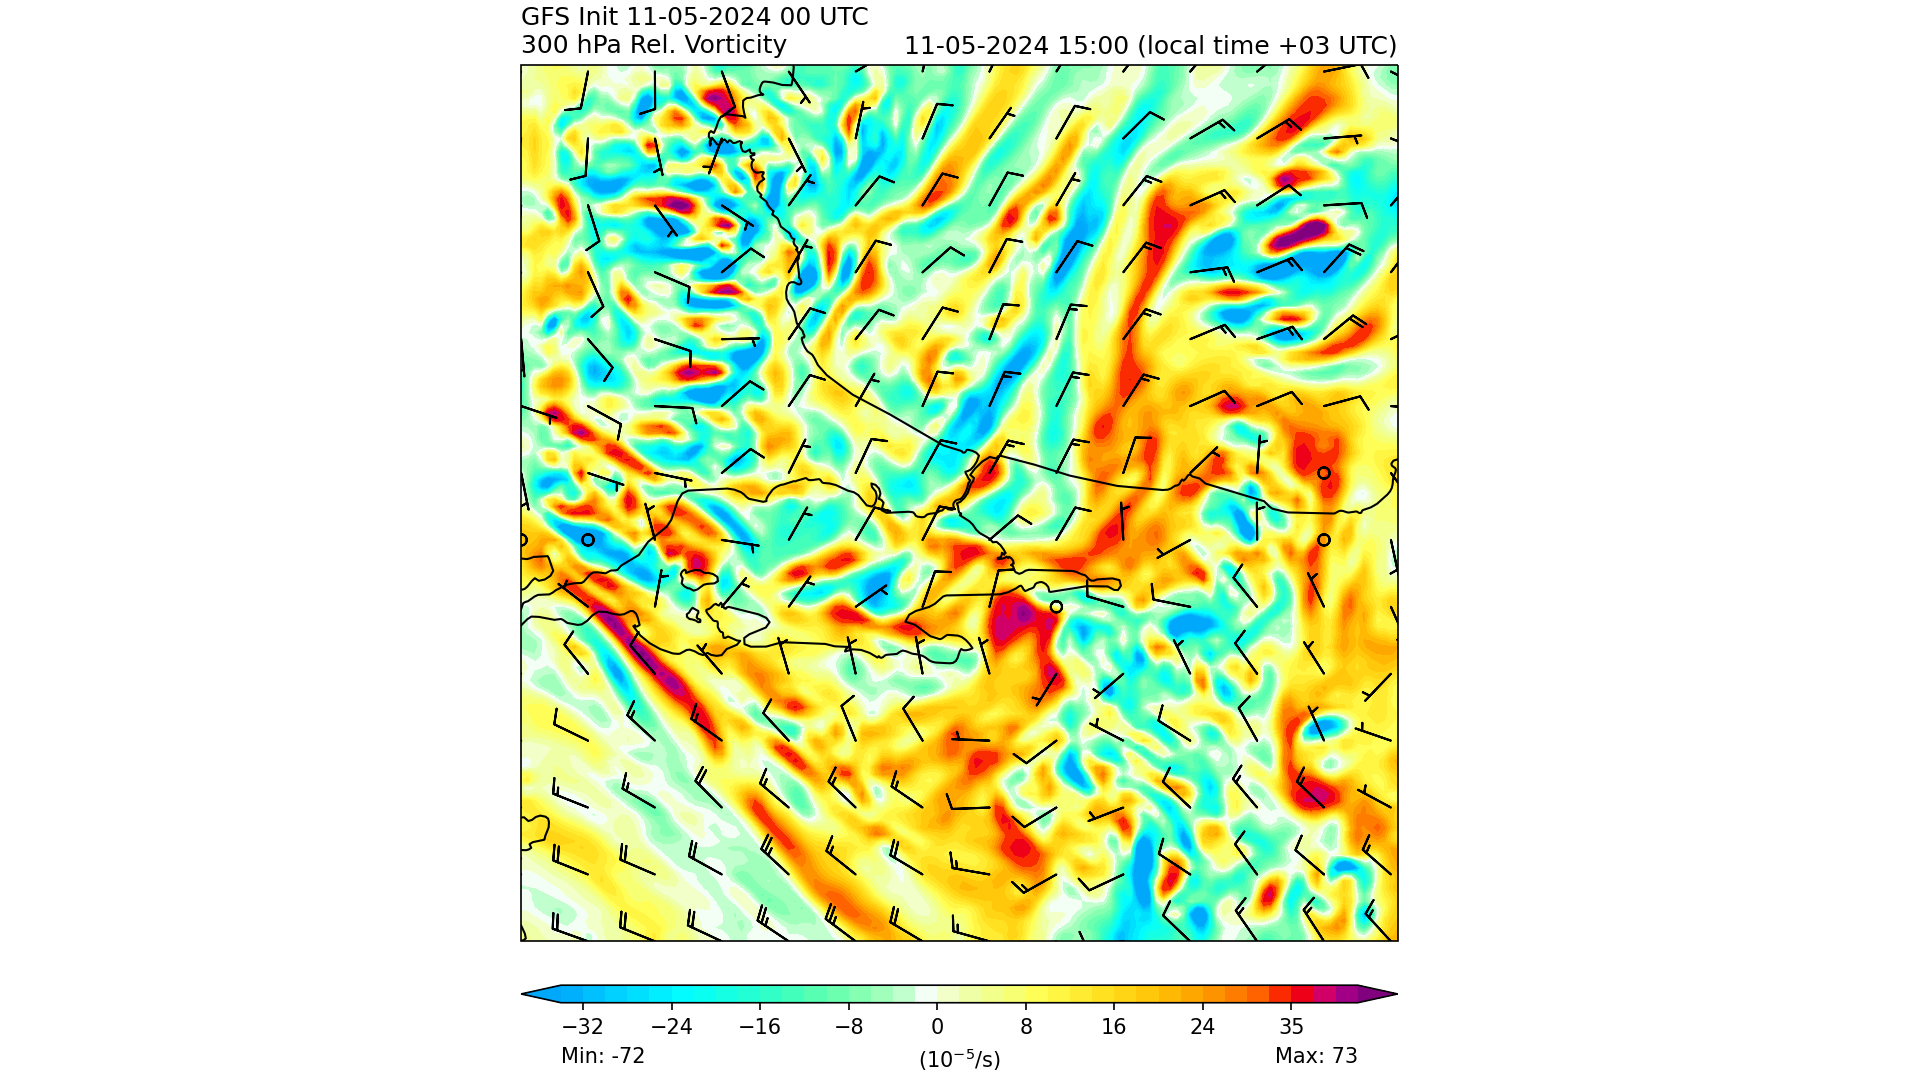 GFS Init 11-05-2024 00 UTC
300 hPa Rel. Vorticity
11-05-2024 15:00 (local time +03 UTC)
−32 −24 −16 −8 0 8 16 24 35
Min: -72
(10⁻⁵/s)
Max: 73